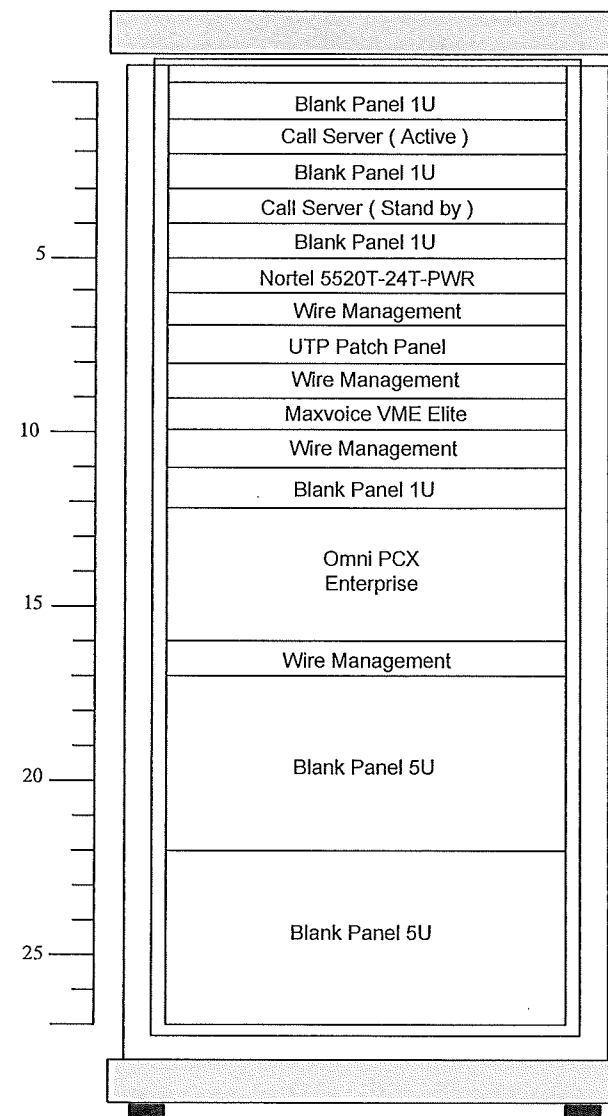 Blank Panel 1U
Call Server ( Active )
Blank Panel 1U
Call Server ( Stand by )
Blank Panel 1U
5
Nortel 5520T-24T-PWR
Wire Management
UTP Patch Panel
Wire Management
Maxvoice VME Elite
10
Wire Management
Blank Panel 1U
Omni PCX
Enterprise
15
Wire Management
Blank Panel 5U
20
Blank Panel 5U
25